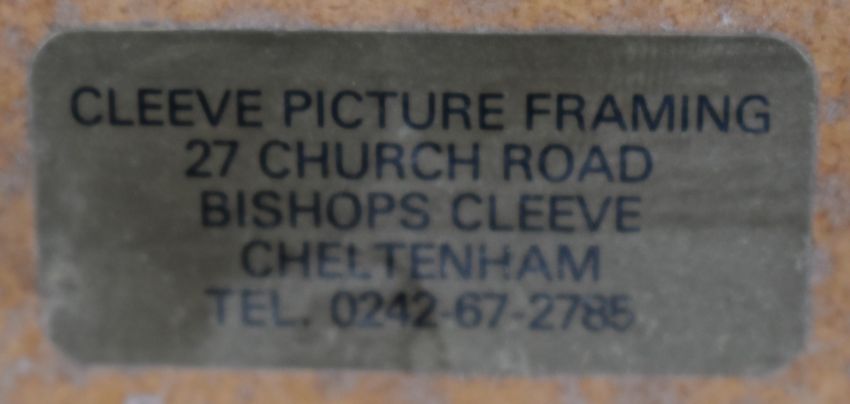 CLEEVE PICTURE FRAMING
27 CHURCH ROAD
BISHOPS CLEEVE
CHELTENHAM
TEL. 0242-67-2785